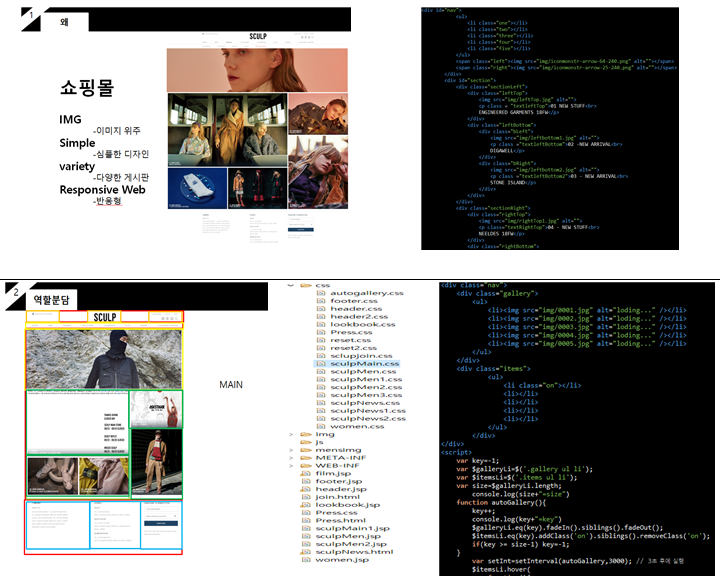 1
왜
쇼핑몰
IMG
-이미지 위주
Simple
-심플한 디자인
variety
-다양한 게시판
Responsive Web
-반응형
SCULP
<div id="nav">
<ul>
<li class="one"></li>
<li class="two"></li>
<li class="three"></li>
<li class="four"></li>
<li class="five"></li>
</ul>
<span class="left"><img src="img/iconmonstr-arrow-64-240.png" alt=""></span>
<span class="right"><img src="img/iconmonstr-arrow-25-240.png" alt=""></span>
</div>
<div id="section">
<div class="sectionLeft">
<div class="leftTop">
<img src="img/leftTop.jpg" alt="">
<p class = "textleftTop">01 NEW STUFF<br>
ENGINEERED GARMENTS 18FW</p>
</div>
<div class="leftBottom">
<div class="bLeft">
<img src="img/leftbottom1.jpg" alt="">
<p class ="textleftBottom1">02 -NEW ARRIVAL<br>
DIGAWELL</p>
</div>
<div class="bRight">
<img src="img/leftbottom2.jpg" alt="">
<p class ="textleftBottom2">03 - NEW ARRIVAL<br>
STONE ISLAND</p>
</div>
</div>
<div class="sectionRight">
<div class="rightTop">
<img src="img/rightTop1.jpg" alt="">
<p class="textRightTop">04 - NEW STUFF<br>
NEELDES 18FW</p>
</div>
<div class="rightBottom">
2
역할분담
SCULP
MAIN
css
autogallery.css
footer.css
header.css
header2.css
lookbook.css
Press.css
reset.css
reset2.css
sclupJoin.css
sculpMain.css
sculpMen.css
sculpMen1.css
sculpMen2.css
sculpMen3.css
sculpNews.css
sculpNews1.css
sculpNews2.css
women.css
img
js
mensimg
META-INF
WEB-INF
film.jsp
footer.jsp
header.jsp
join.html
lookbook.jsp
Press.css
Press.html
sculpMain1.jsp
sculpMen.jsp
sculpMen2.jsp
sculpNews.html
women.jsp
<div class="nav">
<div class="gallery">
<ul>
<li><img src="img/0001.jpg" alt="loding..." /></li>
<li><img src="img/0002.jpg" alt="loding..." /></li>
<li><img src="img/0003.jpg" alt="loding..." /></li>
<li><img src="img/0004.jpg" alt="loding..." /></li>
<li><img src="img/0005.jpg" alt="loding..." /></li>
</ul>
</div>
<div class="items">
<ul>
<li class="on"></li>
<li></li>
<li></li>
<li></li>
<li></li>
</ul>
</div>
</div>
<script>
var key=-1;
var $galleryLi=$('.gallery ul li');
var $itemsLi=$('.items ul li');
var size=$galleryLi.length;
console.log(size+"=size")
function autoGallery(){
key++;
console.log(key+"=key")
$galleryLi.eq(key).fadeIn().siblings().fadeOut();
$itemsLi.eq(key).addClass('on').siblings().removeClass('on');
if(key >= size-1) key=-1;
}
var setInt=setInterval(autoGallery,3000); // 3초 후에 실행
$itemsLi.hover(